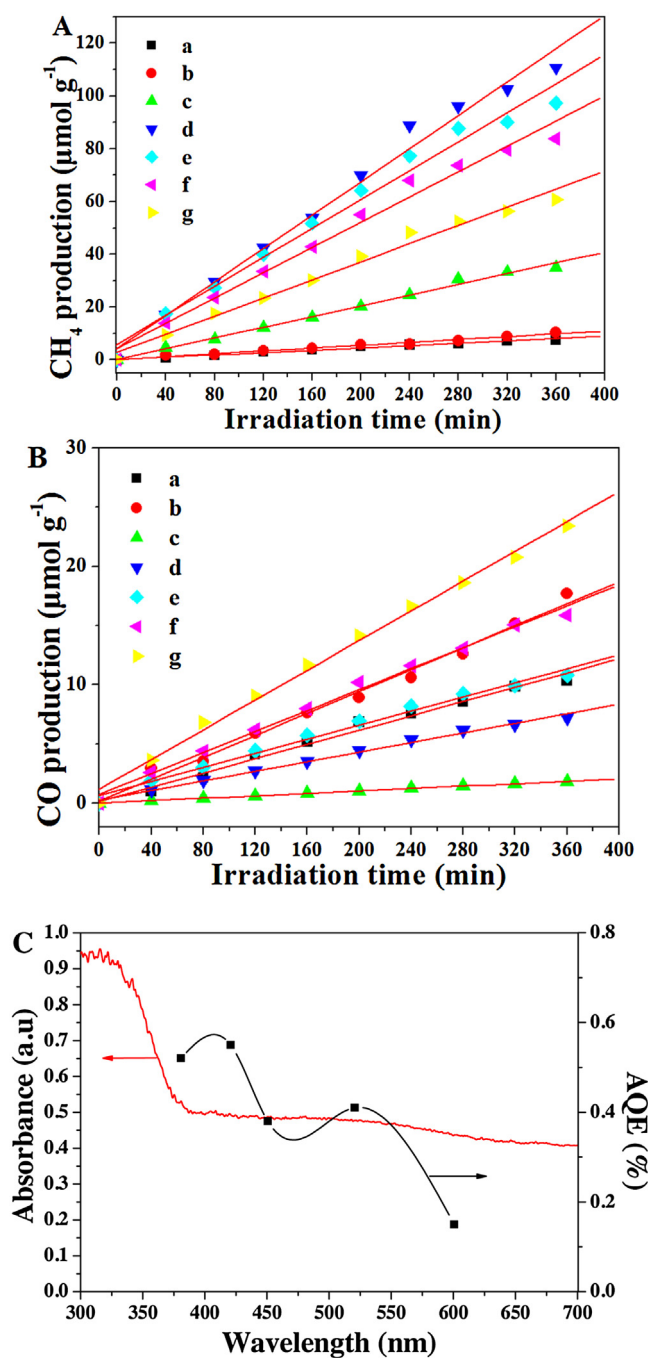 A
CH₄ production (µmol g⁻¹)
120
100
80
60
40
20
0
a
b
c
d
e
f
g
0 40 80 120 160 200 240 280 320 360 400
Irradiation time (min)
B
CO production (µmol g⁻¹)
30
20
10
0
a
b
c
d
e
f
g
0 40 80 120 160 200 240 280 320 360 400
Irradiation time (min)
C
Absorbance (a.u)
1.0
0.9
0.8
0.7
0.6
0.5
0.4
0.3
0.2
0.1
0.0
0.8
0.6
0.4
0.2
0.0
AQE (%)
300 350 400 450 500 550 600 650 700
Wavelength (nm)